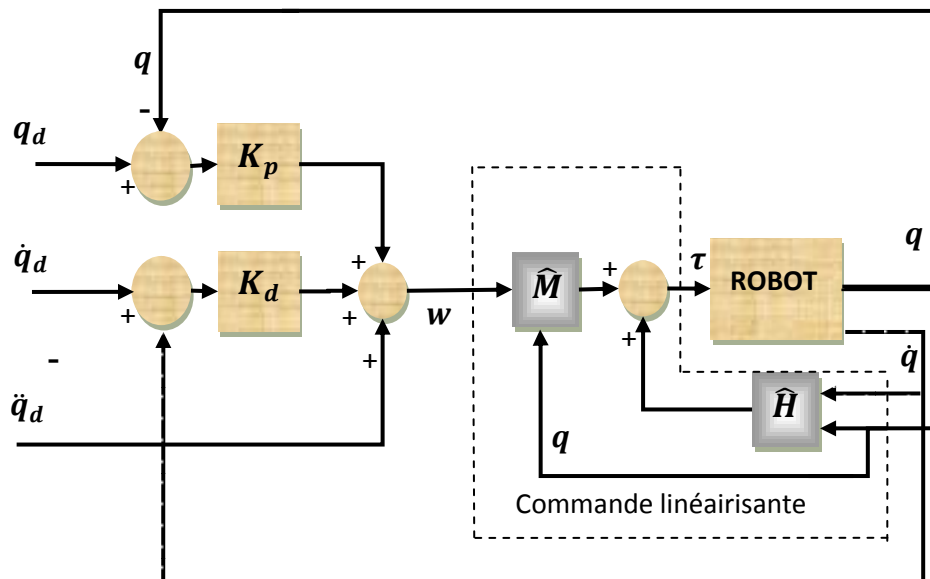 q
-
q_d
+
K_p
q̇_d
+
K_d
+
+
+
w
-
q̈_d
M̂
+
+
τ
ROBOT
q
q̇
Ĥ
q
Commande linéairisante